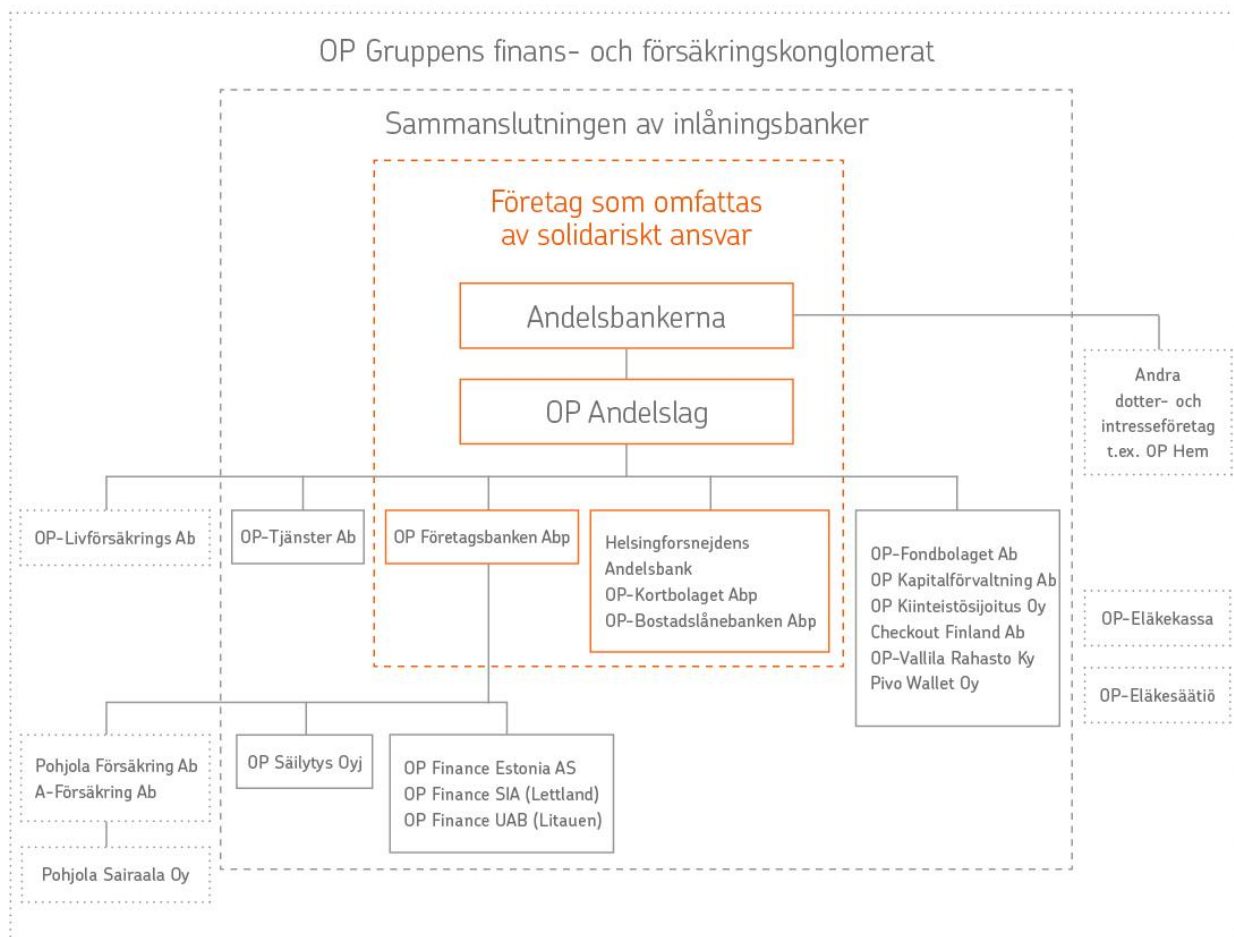 OP Gruppens finans- och försäkringskonglomerat
Sammanslutningen av inlåningsbanker
Företag som omfattas
av solidariskt ansvar
Andelsbankerna
OP Andelslag
Andra
dotter- och
intresseföretag
t.ex. OP Hem
OP-Livförsäkrings Ab
OP-Tjänster Ab
OP Företagsbanken Abp
Helsingforsnejdens
Andelsbank
OP-Kortbolaget Abp
OP-Bostadslånebanken Abp
OP-Fondbolaget Ab
OP Kapitalförvaltning Ab
OP Kiinteistösijoitus Oy
Checkout Finland Ab
OP-Vallila Rahasto Ky
Pivo Wallet Oy
OP-Eläkekassa
OP-Eläkesäätiö
Pohjola Försäkring Ab
A-Försäkring Ab
OP Säilytys Oyj
OP Finance Estonia AS
OP Finance SIA (Lettland)
OP Finance UAB (Litauen)
Pohjola Sairaala Oy